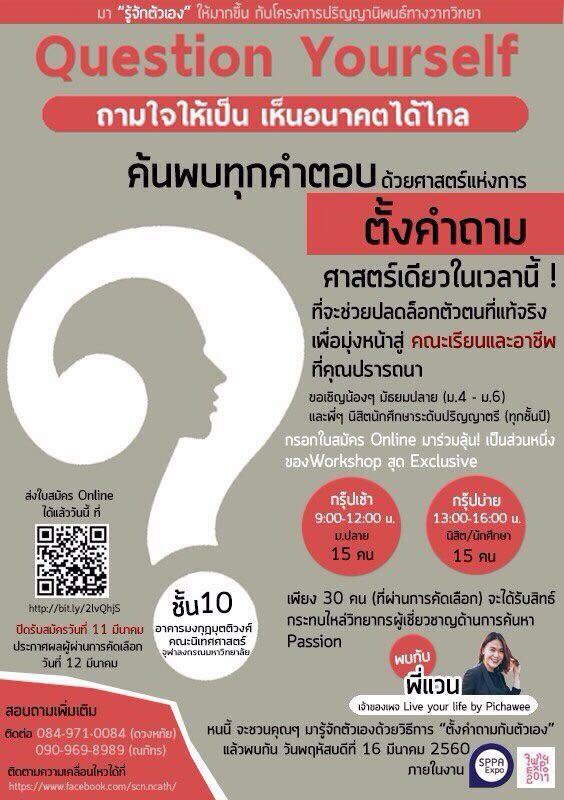 มา "รู้จักตัวเอง" ให้มากขึ้น กับโครงการปริญญานิพนธ์ทางวาทวิทยา
Question Yourself
ถามใจให้เป็น เห็นอนาคตได้ไกล
ค้นพบทุกคำตอบ ด้วยศาสตร์แห่งการ
ตั้งคำถาม
ศาสตร์เดียวในเวลานี้ !
ที่จะช่วยปลดล็อกตัวตนที่แท้จริง
เพื่อมุ่งหน้าสู่ คณะเรียนและอาชีพ
ที่คุณปรารถนา
ขอเชิญน้องๆ มัธยมปลาย (ม.4 - ม.6)
และพี่ๆ นิสิตนักศึกษาระดับปริญญาตรี (ทุกชั้นปี)
กรอกใบสมัคร Online มาร่วมลุ้น! เป็นส่วนหนึ่ง
ของWorkshop สุด Exclusive
ส่งใบสมัคร Online
ได้แล้ววันนี้ ที่
http://bit.ly/2lvQhjS
ปิดรับสมัครวันที่ 11 มีนาคม
ประกาศผลผู้ผ่านการคัดเลือก
วันที่ 12 มีนาคม
กรุ๊ปเช้า
9:00-12:00 น.
ม.ปลาย
15 คน
กรุ๊ปบ่าย
13:00-16:00 น.
นิสิต/นักศึกษา
15 คน
ชั้น10
อาคารมงกุฎสมมติวงศ์
คณะนิเทศศาสตร์
จุฬาลงกรณ์มหาวิทยาลัย
เพียง 30 คน (ที่ผ่านการคัดเลือก) จะได้รับสิทธิ์
กระทบไหล่วิทยากรผู้เชี่ยวชาญด้านการค้นหา
Passion
พบกับ
พี่แวน
เจ้าของเพจ Live your life by Pichawee
สอบถามเพิ่มเติม
ติดต่อ 084-971-0084 (ดวงหทัย)
090-969-8989 (ณภัทร)
ติดตามความเคลื่อนไหวได้ที่
https://www.facebook.com/scn.ncath/
หนนี้ จะชวนคุณๆ มารู้จักตัวเองด้วยวิธีการ "ตั้งคำถามกับตัวเอง"
แล้วพบกัน วันพฤหัสบดีที่ 16 มีนาคม 2560
ภายในงาน
SPPA
Expo